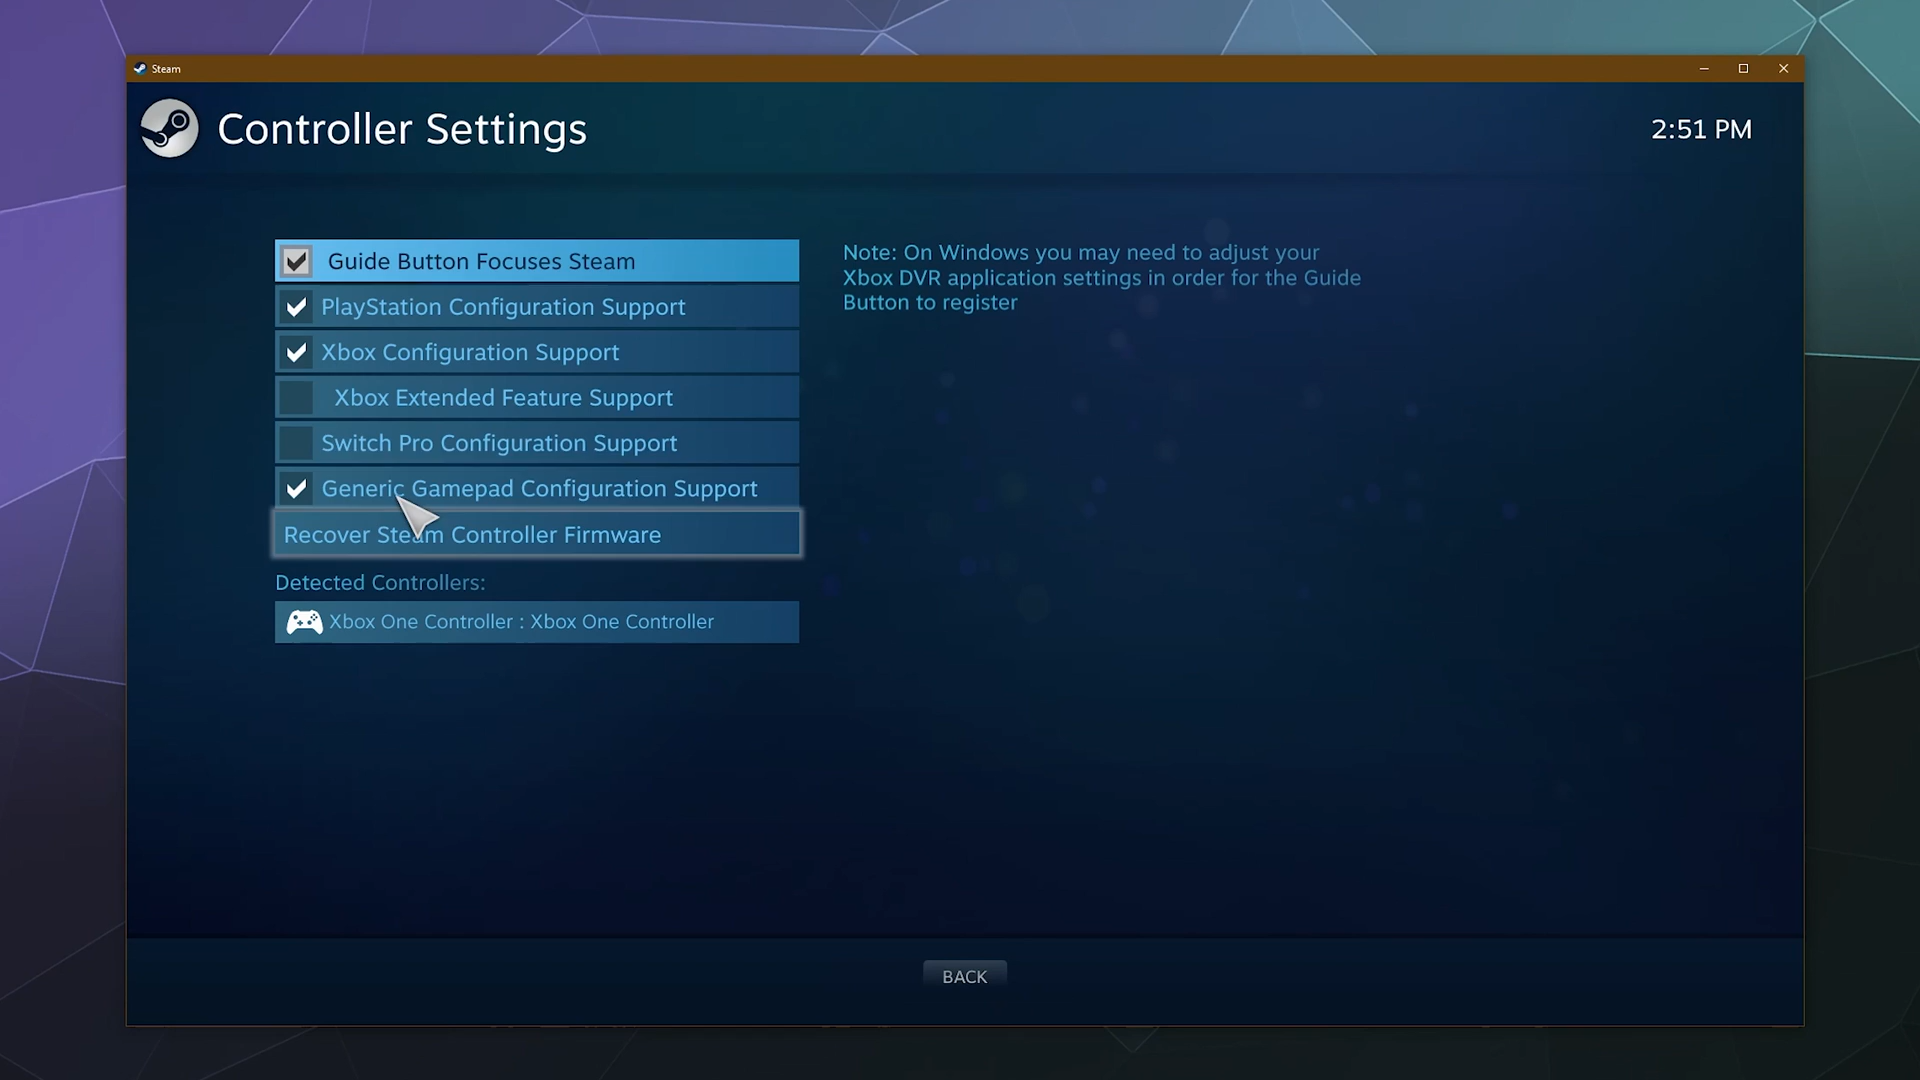 Steam
Controller Settings
2:51 PM
Guide Button Focuses Steam
PlayStation Configuration Support
Xbox Configuration Support
Xbox Extended Feature Support
Switch Pro Configuration Support
Generic Gamepad Configuration Support
Recover Steam Controller Firmware
Detected Controllers:
Xbox One Controller : Xbox One Controller
Note: On Windows you may need to adjust your
Xbox DVR application settings in order for the Guide
Button to register
BACK